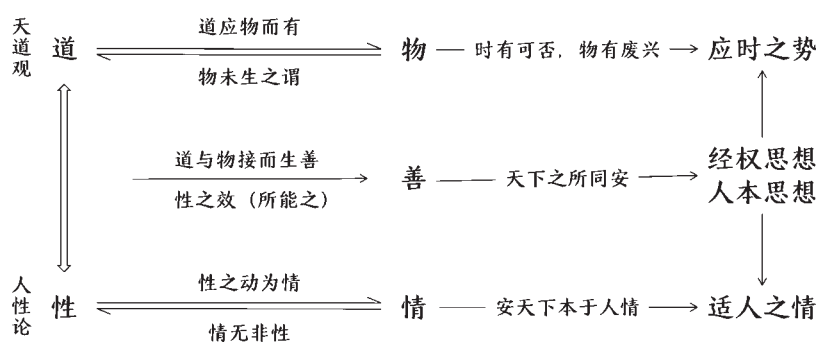 天道观
道
道应物而有
物未生之谓
物
时有可否，物有废兴
应时之势
道与物接而生善
性之效（所能之）
善
天下之所同安
经权思想
人本思想
人性论
性
性之动为情
情无非性
情
安天下本于人情
适人之情